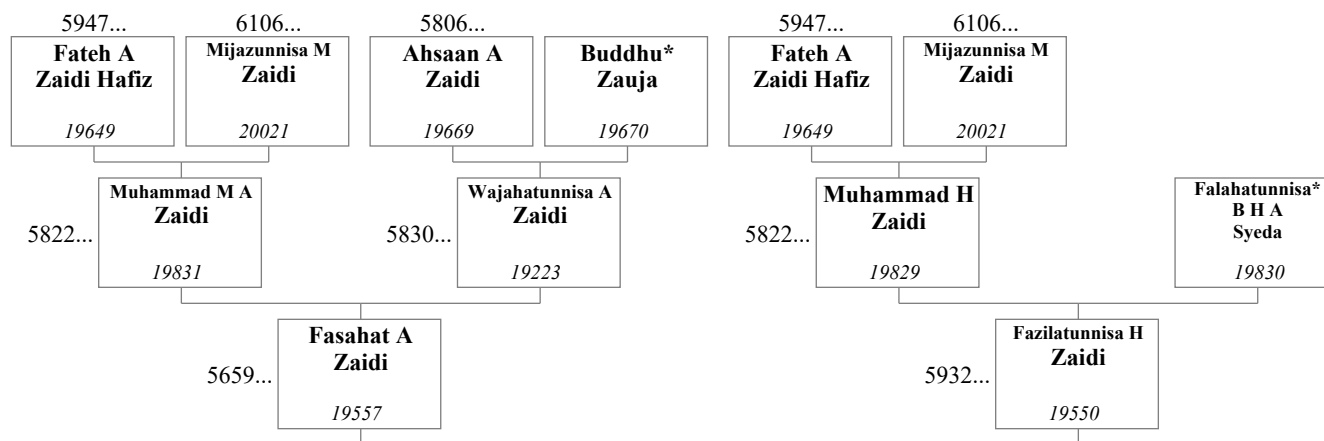 5947...
6106...
5806...
5947...
6106...
Fateh A
Zaidi Hafiz
19649
Mijazunnisa M
Zaidi
20021
Ahsaan A
Zaidi
19669
Buddhu*
Zauja
19670
Fateh A
Zaidi Hafiz
19649
Mijazunnisa M
Zaidi
20021
5822...
Muhammad M A
Zaidi
19831
5830...
Wajahatunnisa A
Zaidi
19223
5822...
Muhammad H
Zaidi
19829
Falahatunnisa*
B H A
Syeda
19830
5659...
Fasahat A
Zaidi
19557
5932...
Fazilatunnisa H
Zaidi
19550